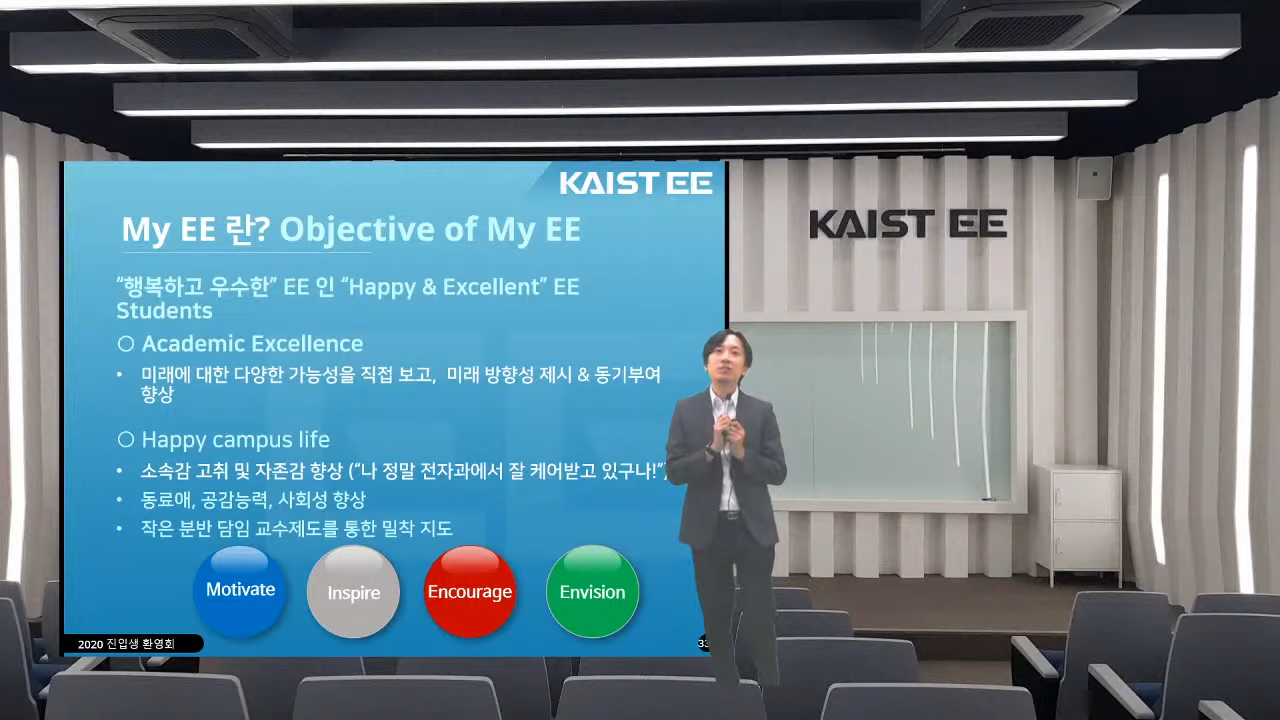 KAIST EE
My EE 란? Objective of My EE
“행복하고 우수한” EE 인 “Happy & Excellent” EE
Students
Academic Excellence
미래에 대한 다양한 가능성을 직접 보고, 미래 방향성 제시 & 동기부여
향상
Happy campus life
소속감 고취 및 자존감 향상 (“나 정말 전자과에서 잘 케어받고 있구나!”)
동료애, 공감능력, 사회성 향상
작은 분반 담임 교수제도를 통한 밀착 지도
Motivate
Inspire
Encourage
Envision
2020 진입생 환영회
KAIST EE